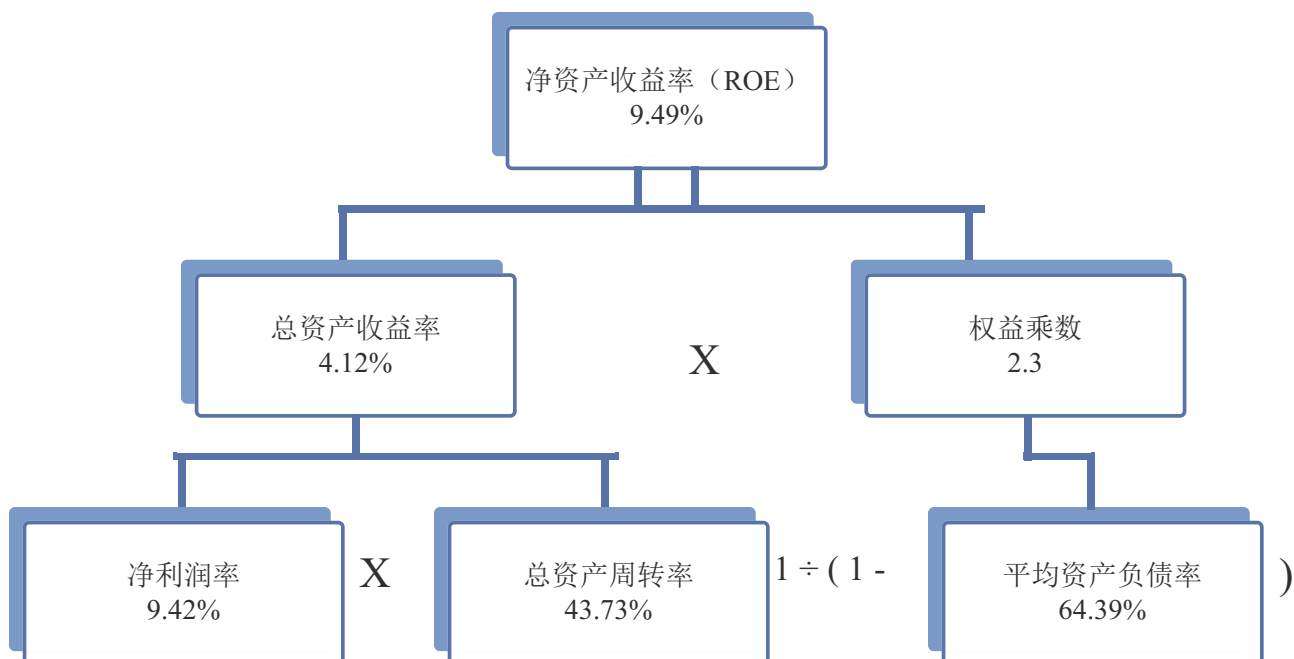 净资产收益率（ROE）
9.49%
总资产收益率
4.12%
X
权益乘数
2.3
净利润率
9.42%
X
总资产周转率
43.73%
1 ÷ ( 1 -
平均资产负债率
64.39%
)